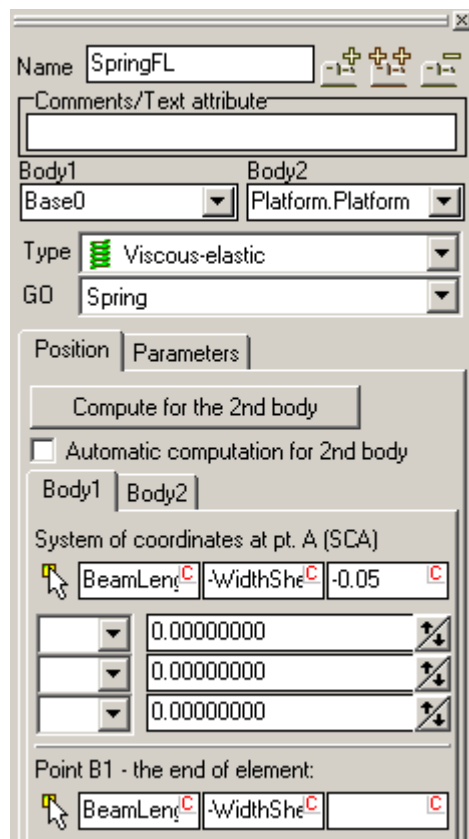 Name SpringFL
Comments/Text attribute
Body1 Body2
Base0 Platform.Platform
Type Viscous-elastic
GO Spring
Position Parameters
Compute for the 2nd body
Automatic computation for 2nd body
Body1 Body2
System of coordinates at pt. A (SCA)
BeamLeng C -WidthShe C -0.05 C
0.00000000
0.00000000
0.00000000
Point B1 - the end of element:
BeamLeng C -WidthShe C C